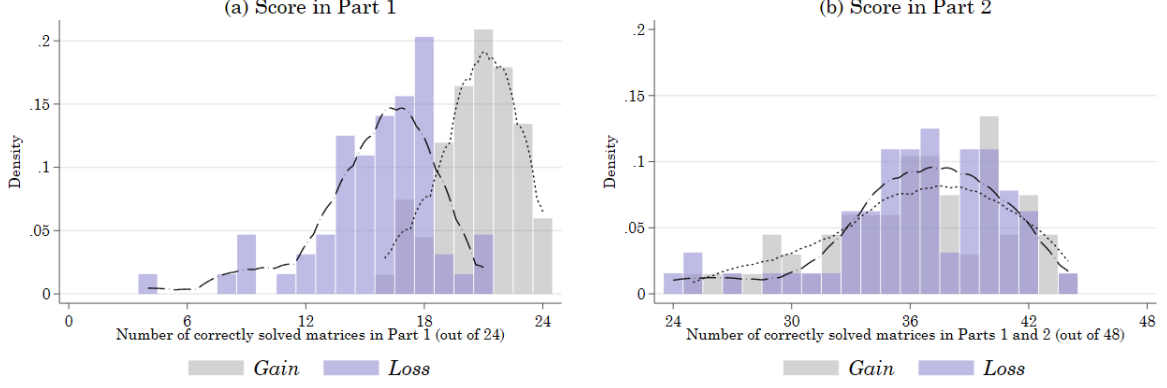 (a) Score in Part 1
Density
.2
.15
.1
.05
0
0 6 12 18 24
Number of correctly solved matrices in Part 1 (out of 24)
Gain Loss
(b) Score in Part 2
Density
.2
.15
.1
.05
0
24 30 36 42 48
Number of correctly solved matrices in Parts 1 and 2 (out of 48)
Gain Loss